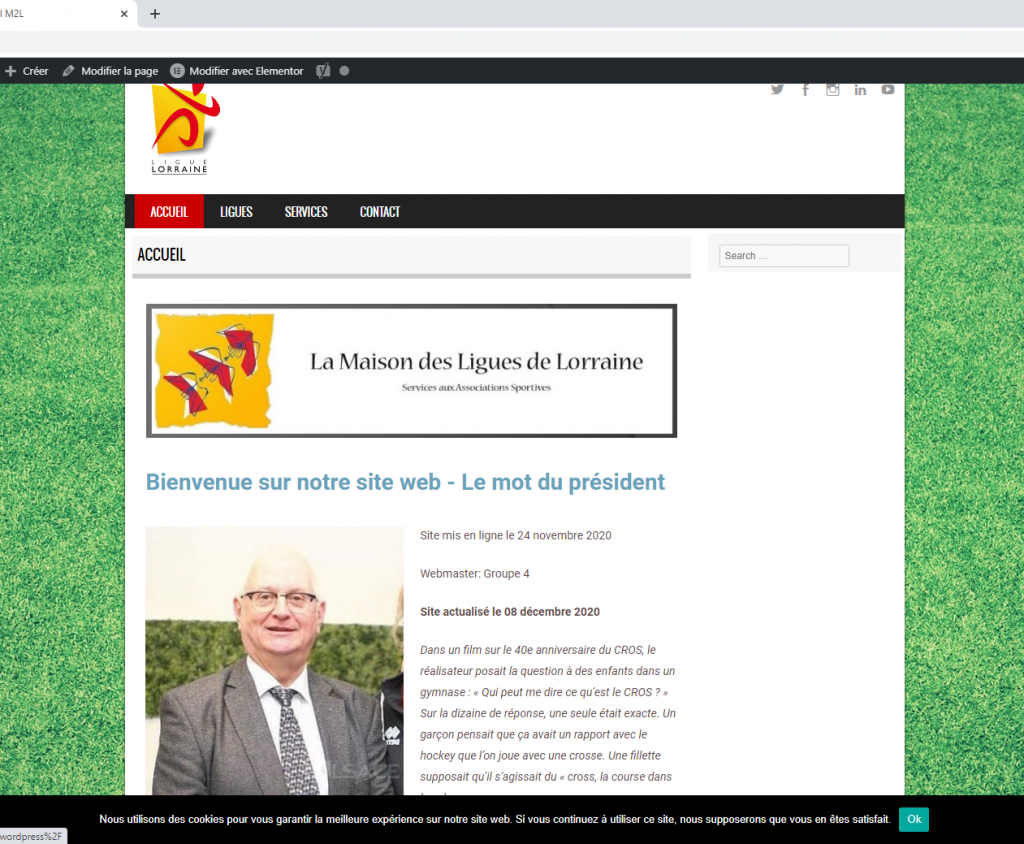 l M2L
Créer Modifier la page Modifier avec Elementor
LIGUE
LORRAINE
ACCUEIL LIGUES SERVICES CONTACT
ACCUEIL
Search …
La Maison des Ligues de Lorraine
Services aux Associations Sportives
Bienvenue sur notre site web - Le mot du président
Site mis en ligne le 24 novembre 2020
Webmaster: Groupe 4
Site actualisé le 08 décembre 2020
Dans un film sur le 40e anniversaire du CROS, le
réalisateur posait la question à des enfants dans un
gymnase : « Qui peut me dire ce qu'est le CROS ? »
Sur la dizaine de réponse, une seule était exacte. Un
garçon pensait que ça avait un rapport avec le
hockey que l'on joue avec une crosse. Une fillette
supposait qu'il s'agissait du « cross, la course dans
Nous utilisons des cookies pour vous garantir la meilleure expérience sur notre site web. Si vous continuez à utiliser ce site, nous supposerons que vous en êtes satisfait. Ok
wordpress%2F